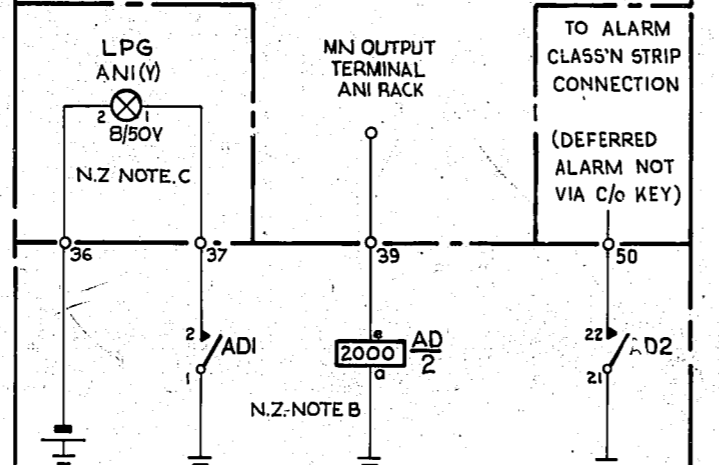 LPG
ANI(Y)
2 1
8/50V
N.Z NOTE.C
MN OUTPUT
TERMINAL
ANI RACK
TO ALARM
CLASS'N STRIP
CONNECTION
(DEFERRED
ALARM NOT
VIA C/o KEY)
36
37
39
50
2
AD1
1
e
2000
a
AD
2
N.Z.-NOTE B
22
AD2
21